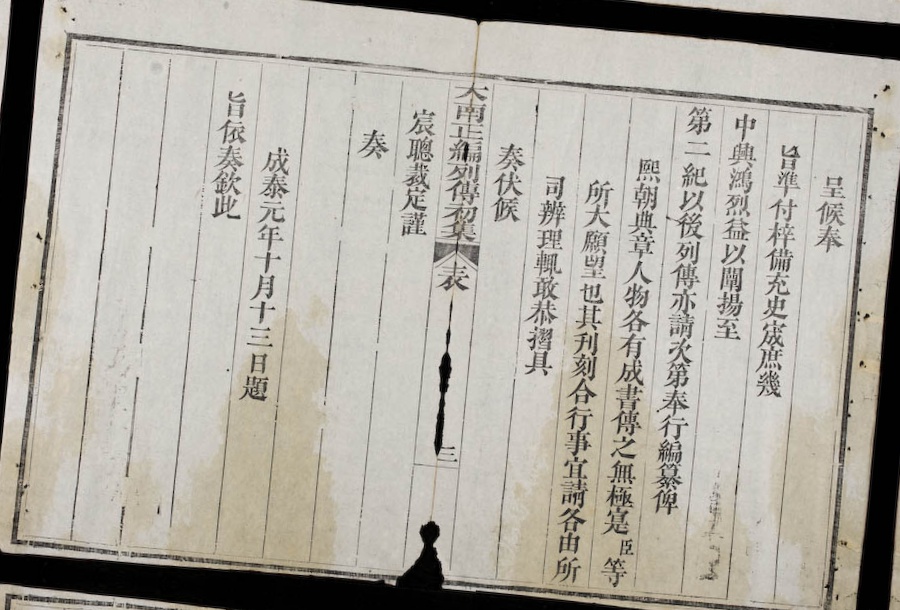 呈候奉
旨準付梓備充史宬庶幾
中興鴻烈益以闡揚至
第二紀以後列傳亦請次第奉行編纂俾
熙朝典章人物各有成書傳之無極寔臣等
所大願望也其刊刻合行事宜請各由所
司辨理輒敢恭摺具
奏伏候
大南正編列傳初集
表
三
宸聰裁定謹
奏
成泰元年十月十三日題
旨依奏欽此